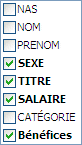 NAS
NOM
PRENOM
SEXE
TITRE
SALAIRE
CATÉGORIE
Bénéfices